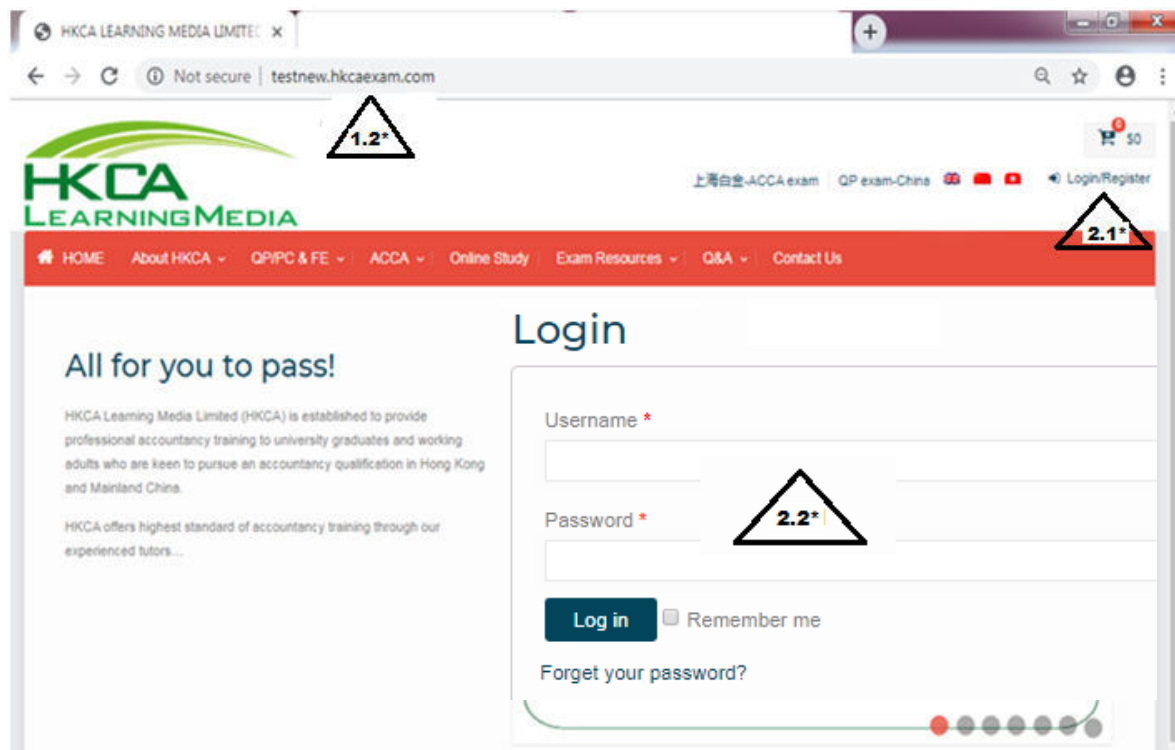 HKCA LEARNING MEDIA LIMITED
Not secure | testnew.hkcaexam.com
1.2*
0
$0
HKCA
LEARNING MEDIA
上海白金-ACCA exam QP exam-China Login/Register
2.1*
HOME About HKCA QP/PC & FE ACCA Online Study Exam Resources Q&A Contact Us
Login
All for you to pass!
HKCA Learning Media Limited (HKCA) is established to provide
professional accountancy training to university graduates and working
adults who are keen to pursue an accountancy qualification in Hong Kong
and Mainland China.
HKCA offers highest standard of accountancy training through our
experienced tutors...
Username *
2.2*
Password *
Log in Remember me
Forget your password?